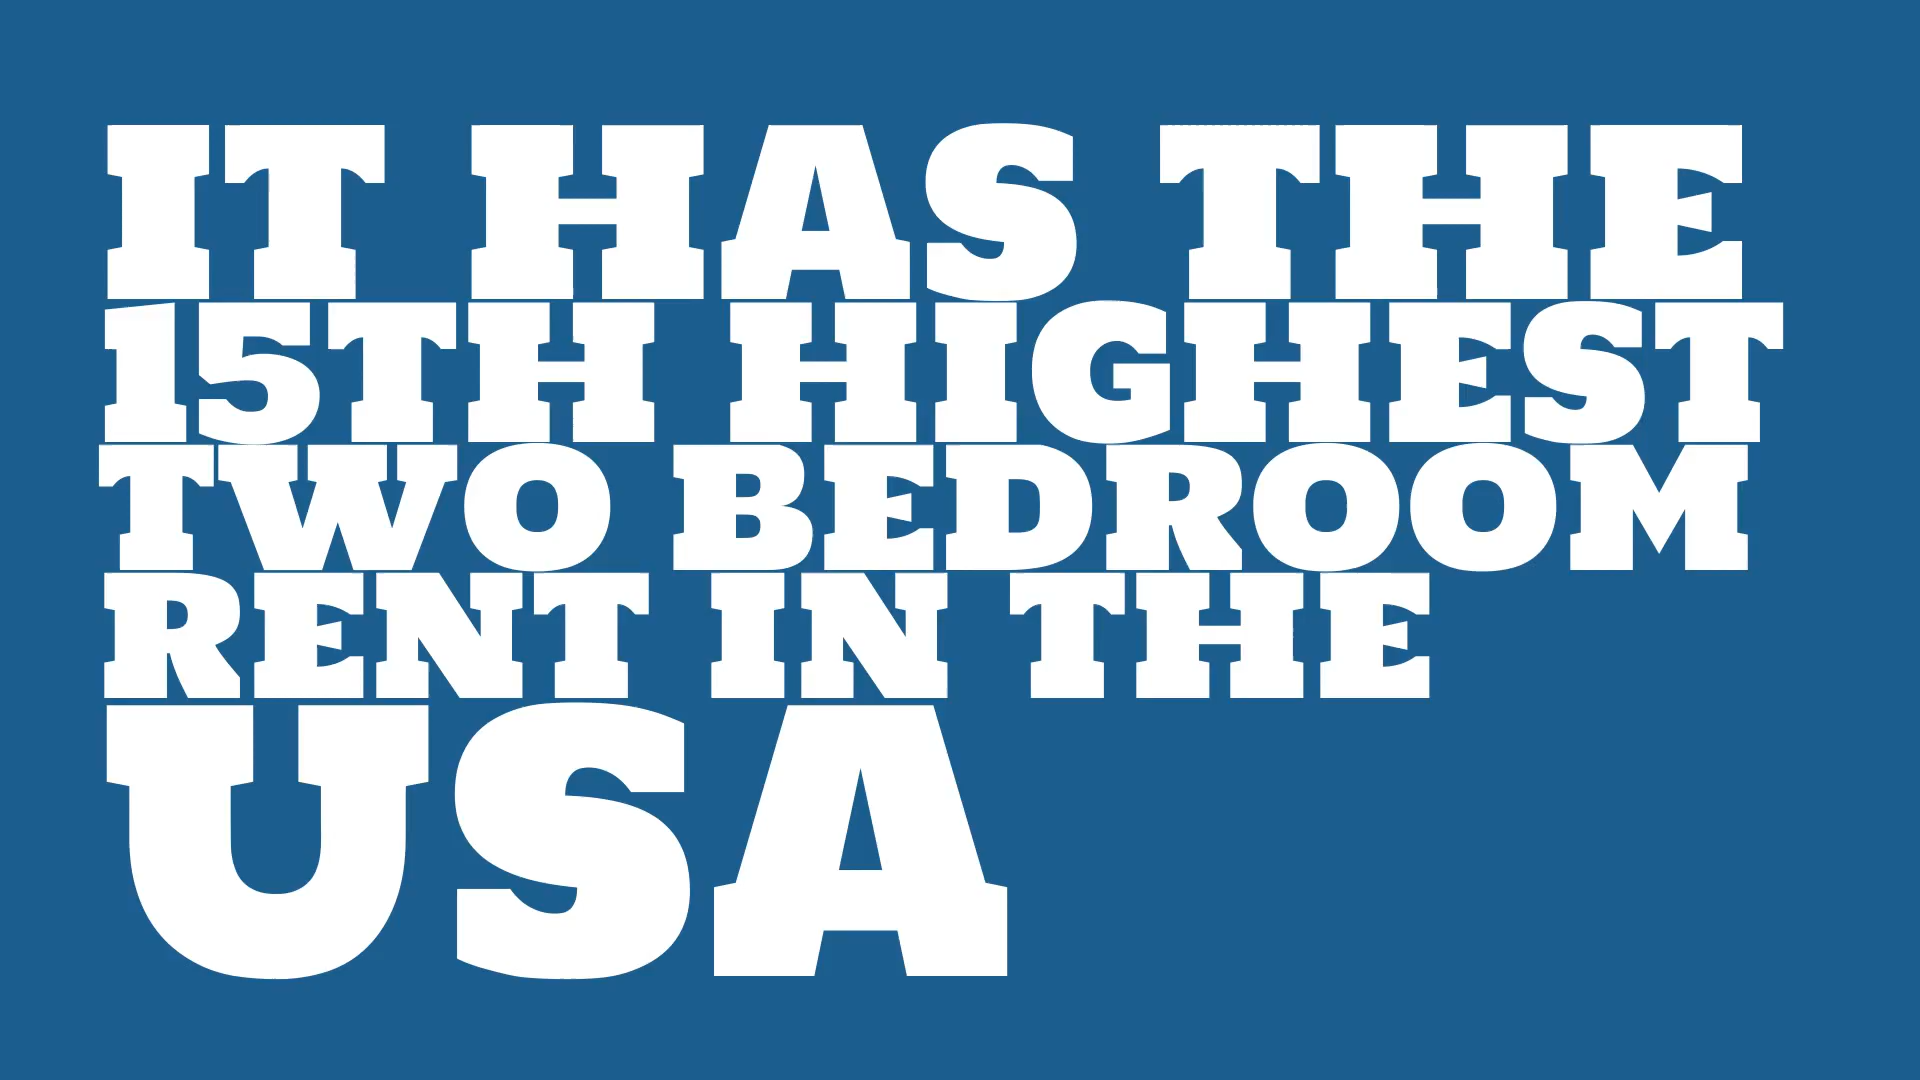 IT HAS THE
15TH HIGHEST
TWO BEDROOM
RENT IN THE
USA